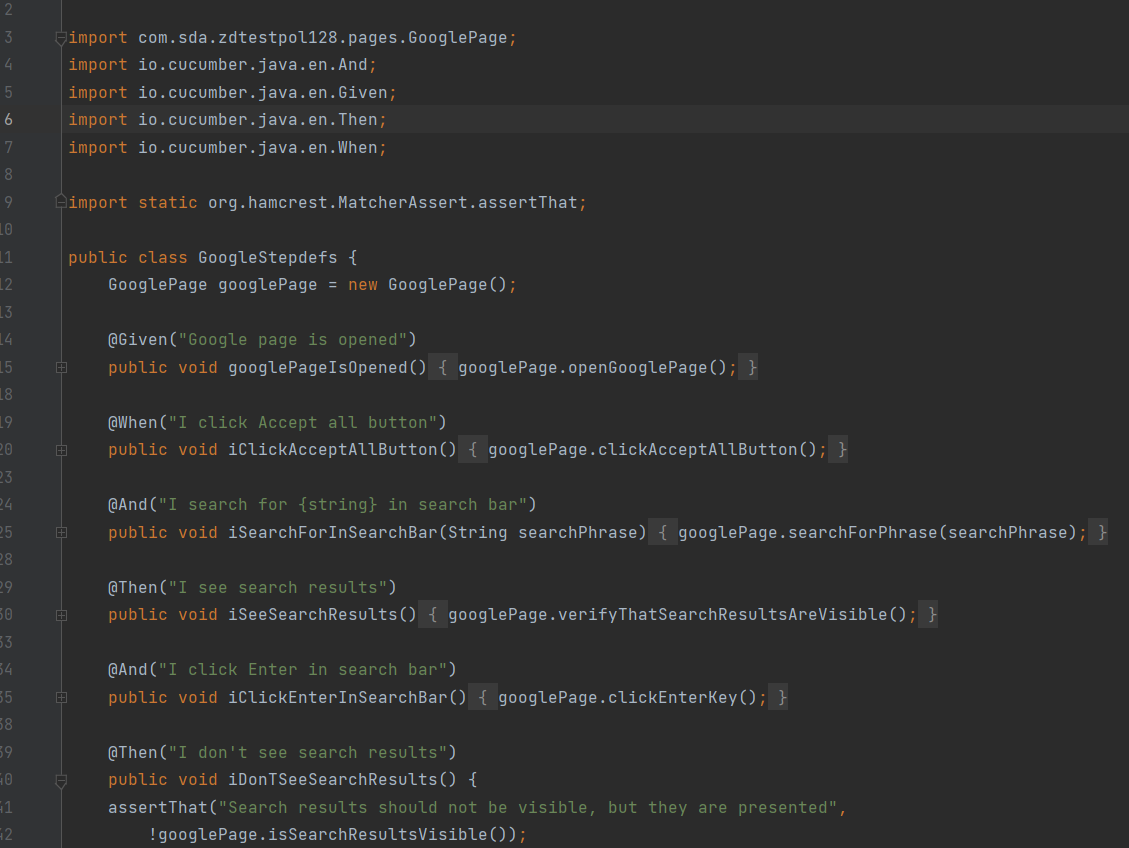 2
3 import com.sda.zdtestpol128.pages.GooglePage;
4 import io.cucumber.java.en.And;
5 import io.cucumber.java.en.Given;
6 import io.cucumber.java.en.Then;
7 import io.cucumber.java.en.When;
8
9 import static org.hamcrest.MatcherAssert.assertThat;
10
11 public class GoogleStepdefs {
12 GooglePage googlePage = new GooglePage();
13
14 @Given("Google page is opened")
15 public void googlePageIsOpened() { googlePage.openGooglePage(); }
18
19 @When("I click Accept all button")
20 public void iClickAcceptAllButton() { googlePage.clickAcceptAllButton(); }
23
24 @And("I search for {string} in search bar")
25 public void iSearchForInSearchBar(String searchPhrase) { googlePage.searchForPhrase(searchPhrase); }
28
29 @Then("I see search results")
30 public void iSeeSearchResults() { googlePage.verifyThatSearchResultsAreVisible(); }
33
34 @And("I click Enter in search bar")
35 public void iClickEnterInSearchBar() { googlePage.clickEnterKey(); }
38
39 @Then("I don't see search results")
40 public void iDonTSeeSearchResults() {
41 assertThat("Search results should not be visible, but they are presented",
42 !googlePage.isSearchResultsVisible());